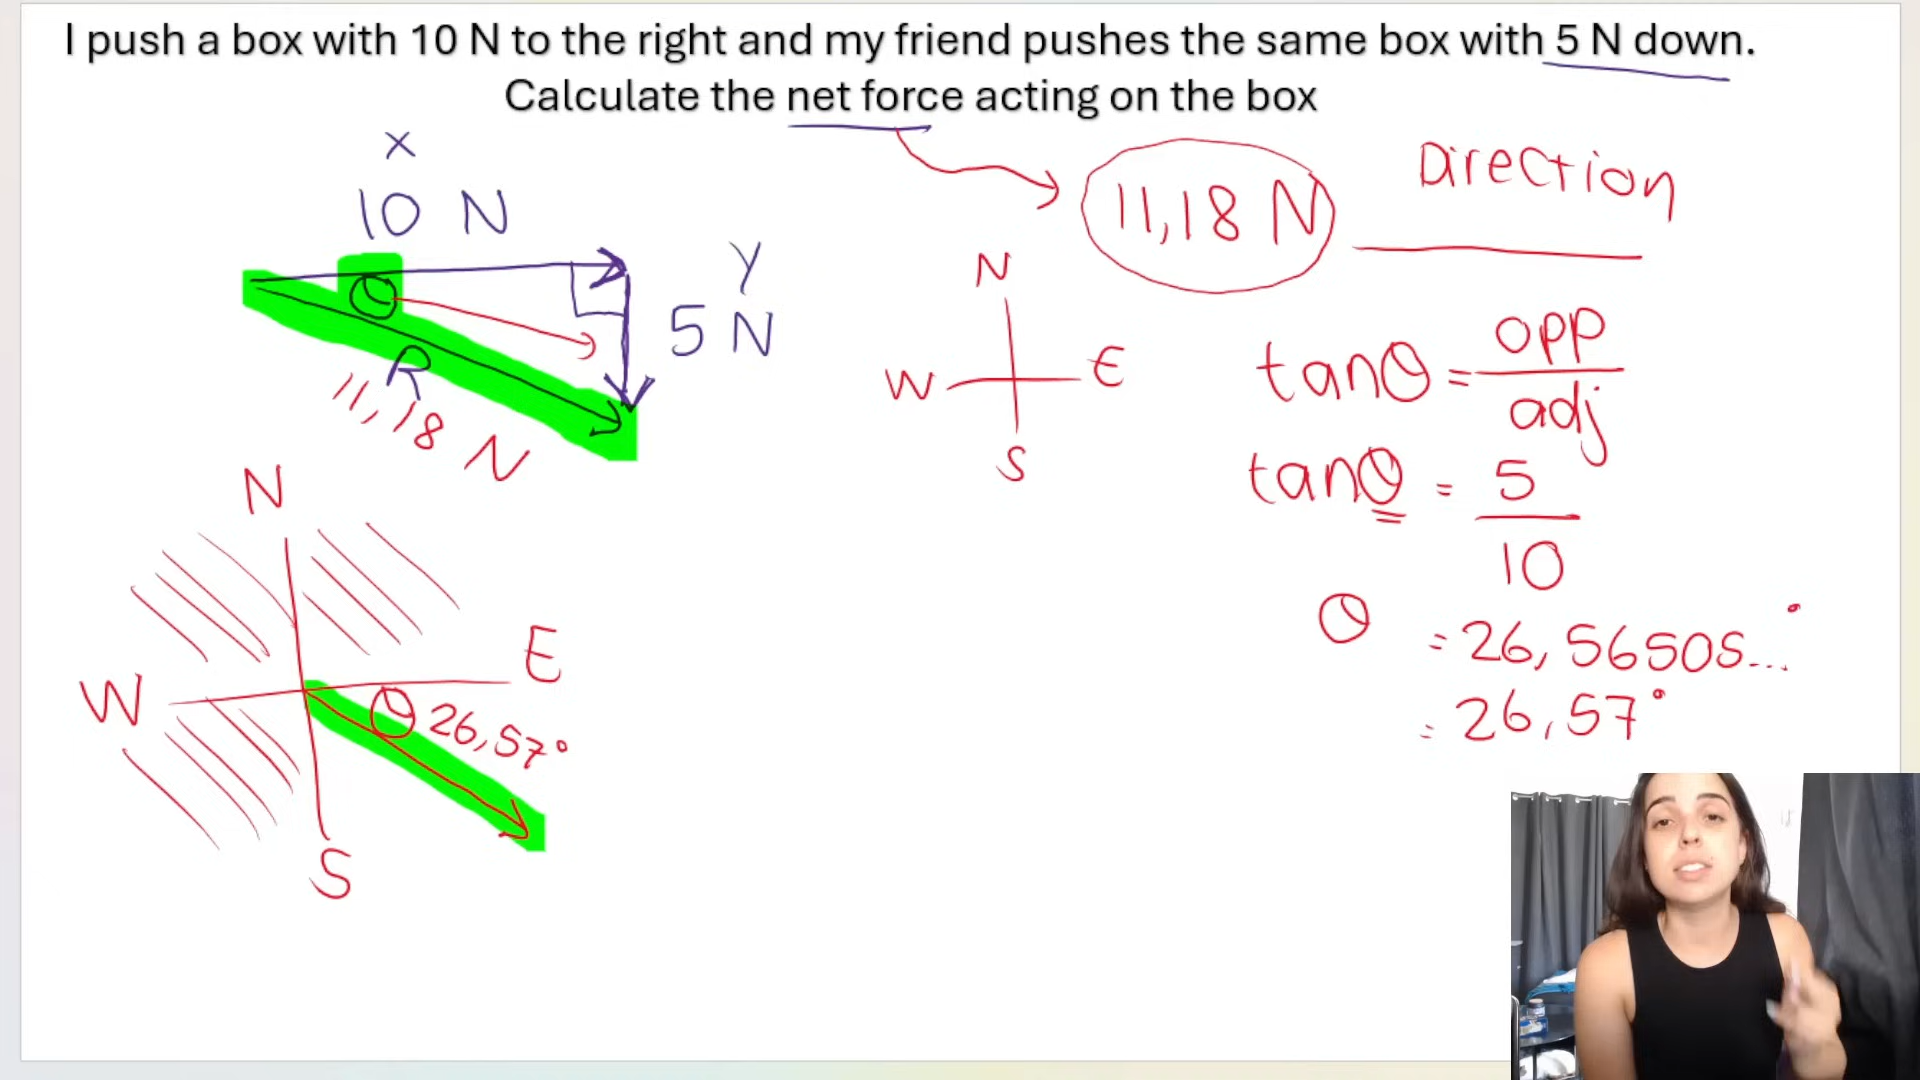 I push a box with 10 N to the right and my friend pushes the same box with 5 N down.
Calculate the net force acting on the box
x
10 N
y
5 N
R
11,18 N
11,18 N
Direction
N
W E
S
tanθ = opp
adj
tanθ = 5
10
θ = 26,56505...°
= 26,57°
N
W E
S
θ 26,57°
θ